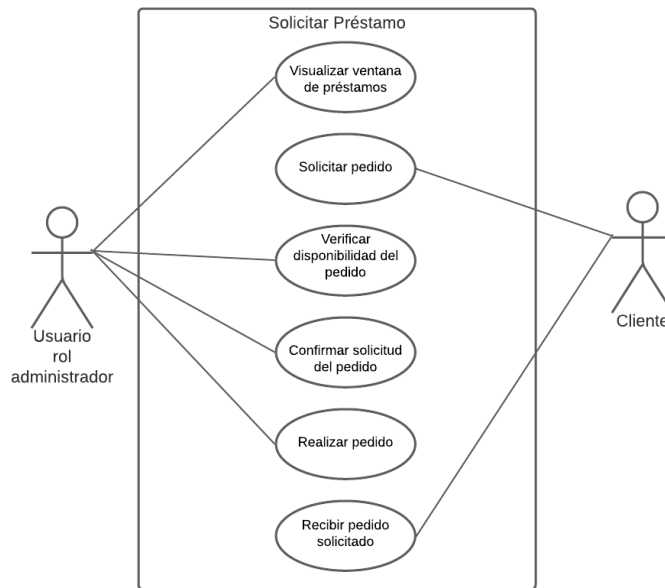 Solicitar Préstamo
Visualizar ventana
de préstamos
Solicitar pedido
Verificar
disponibilidad del
pedido
Confirmar solicitud
del pedido
Realizar pedido
Recibir pedido
solicitado
Usuario
rol
administrador
Cliente